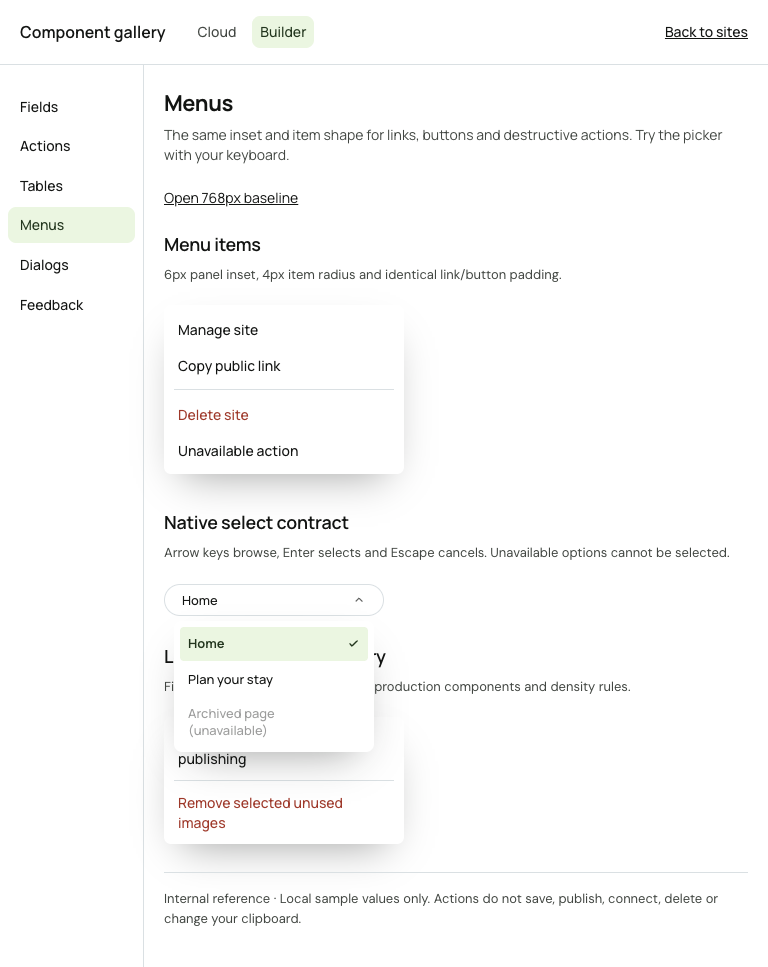 Component gallery
Cloud
Builder
Back to sites
Fields
Actions
Tables
Menus
Dialogs
Feedback
Menus
The same inset and item shape for links, buttons and destructive actions. Try the picker
with your keyboard.
Open 768px baseline
Menu items
6px panel inset, 4px item radius and identical link/button padding.
Manage site
Copy public link
Delete site
Unavailable action
Native select contract
Arrow keys browse, Enter selects and Escape cancels. Unavailable options cannot be selected.
Home
Home
Plan your stay
Archived page
(unavailable)
production components and density rules.
publishing
Remove selected unused
images
Internal reference · Local sample values only. Actions do not save, publish, connect, delete or
change your clipboard.